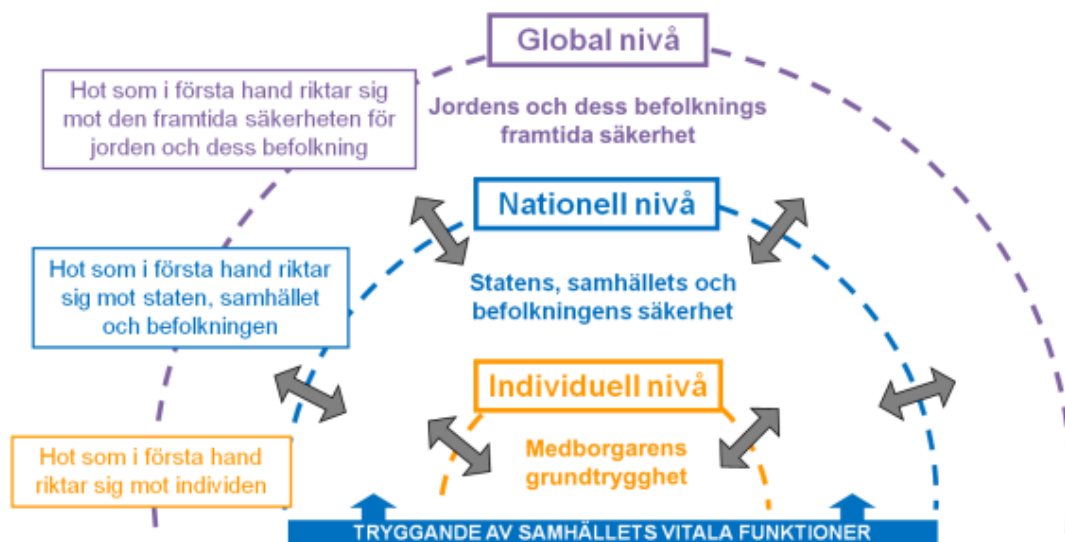 Global nivå
Hot som i första hand riktar sig
mot den framtida säkerheten för
jorden och dess befolkning
Jordens och dess befolknings
framtida säkerhet
Nationell nivå
Hot som i första hand riktar
sig mot staten, samhället
och befolkningen
Statens, samhällets och
befolkningens säkerhet
Individuell nivå
Hot som i första hand
riktar sig mot individen
Medborgarens
grundtrygghet
TRYGGANDE AV SAMHÄLLETS VITALA FUNKTIONER